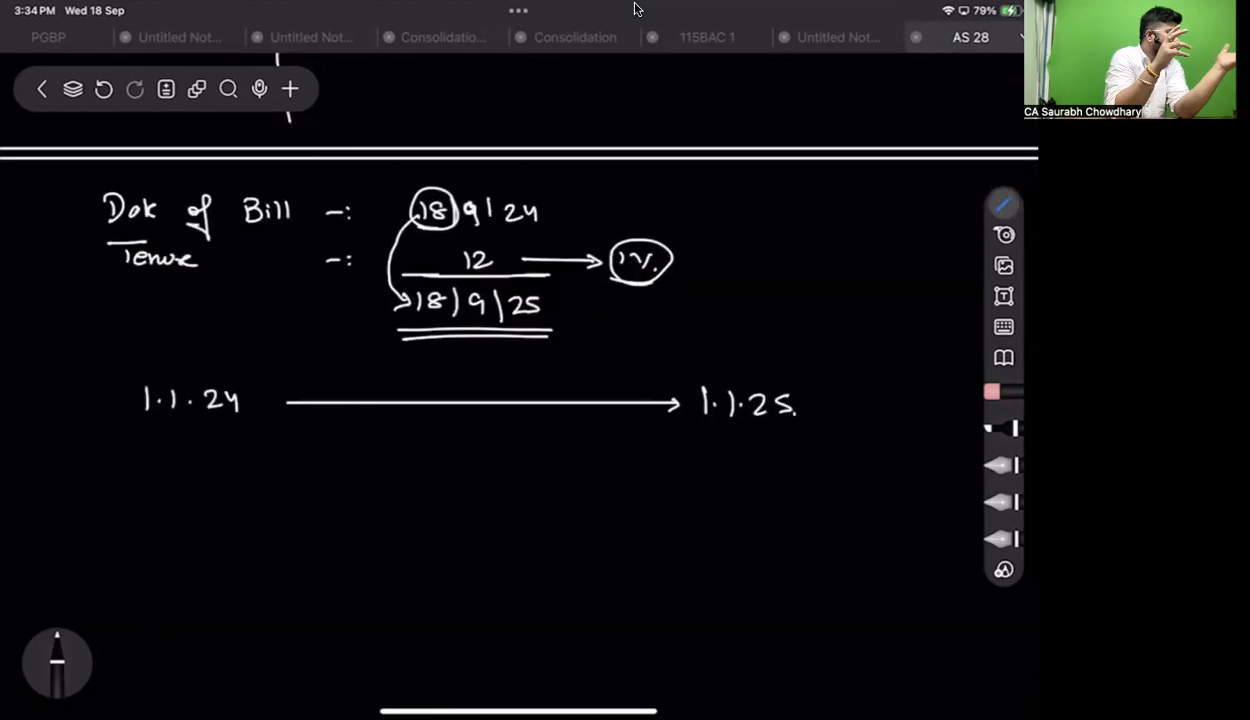 3:34 PM Wed 18 Sep
79%
PGBP
Untitled Not...
Untitled Not...
Consolidatio...
Consolidation
115BAC 1
Untitled Not...
AS 28
CA Saurabh Chowdhary
Date of Bill -: 18/9/24
Tenure -: 12 → 1Y.
18/9/25
1.1.24 → 1.1.25.